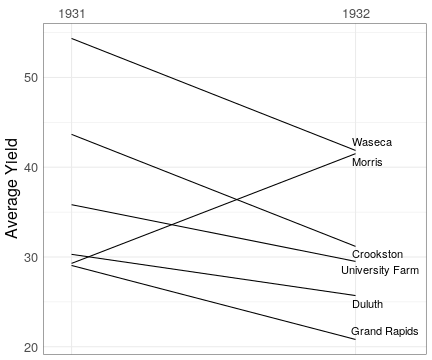 1931 1932
Average Yield
50
40
30
20
Waseca
Morris
Crookston
University Farm
Duluth
Grand Rapids